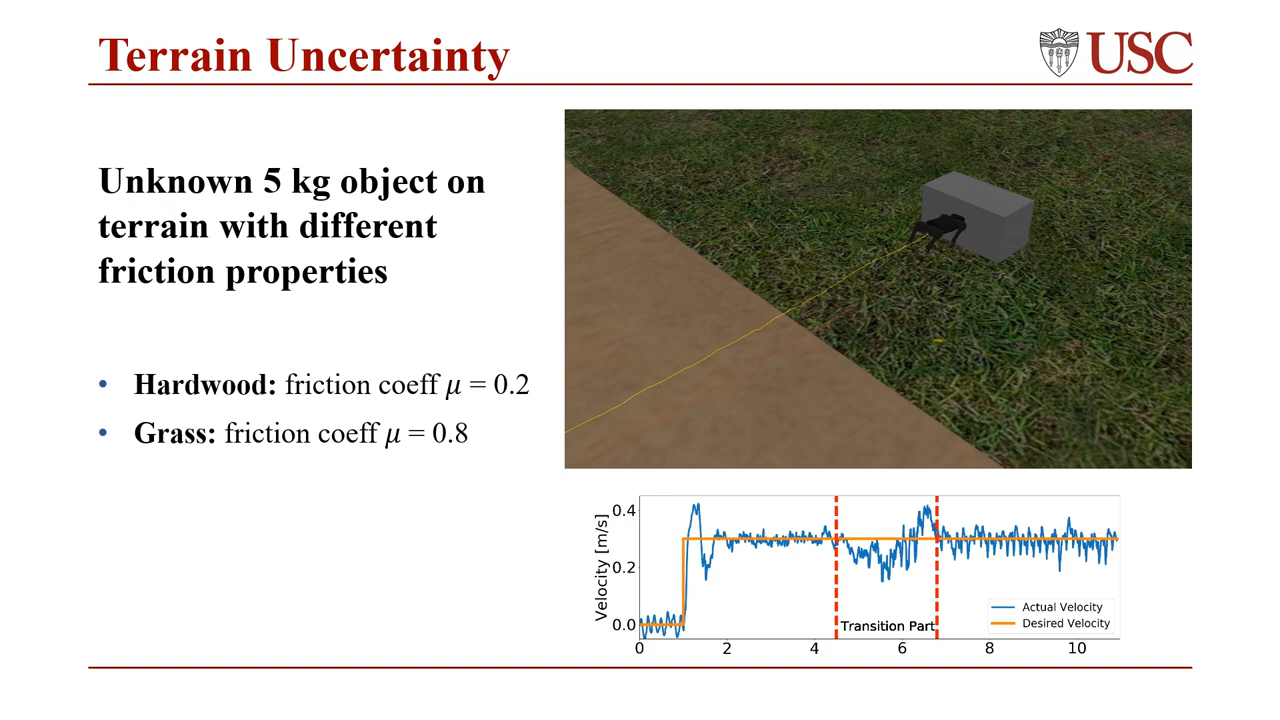 Terrain Uncertainty
USC
Unknown 5 kg object on
terrain with different
friction properties
• Hardwood: friction coeff μ = 0.2
• Grass: friction coeff μ = 0.8
Velocity [m/s]
0.4
0.2
0.0
Transition Part
Actual Velocity
Desired Velocity
0 2 4 6 8 10